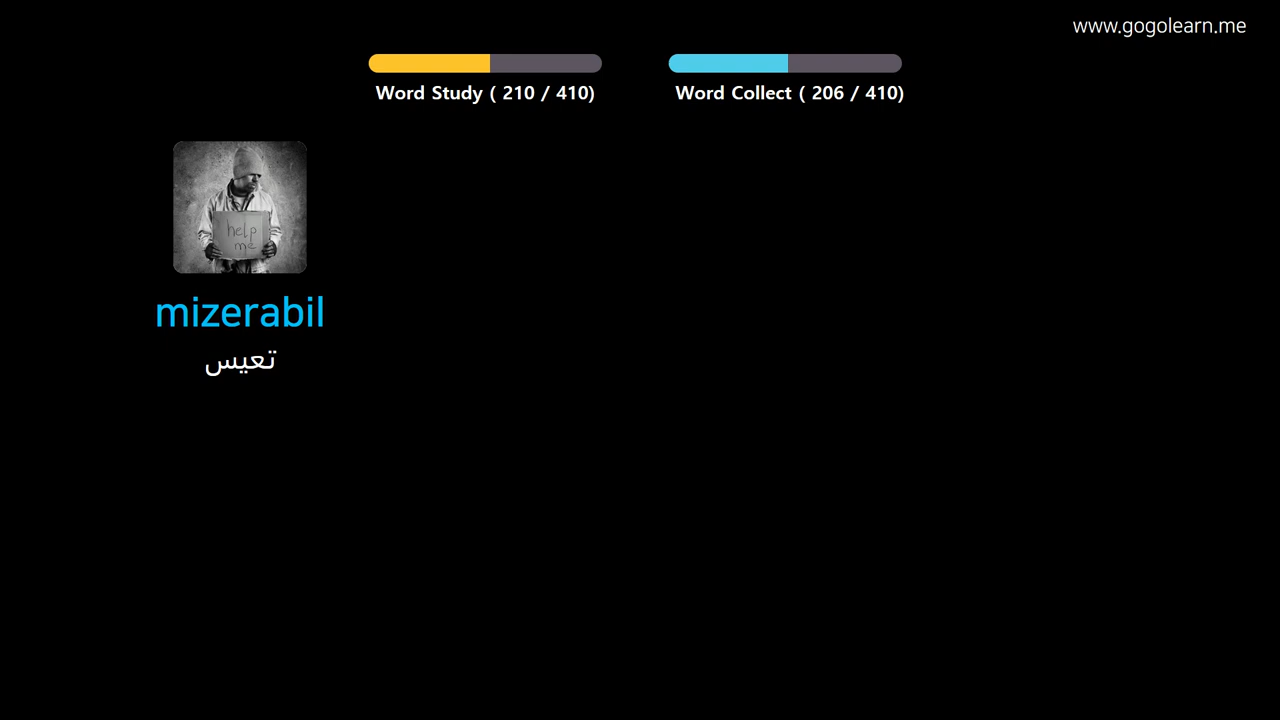 www.gogolearn.me
Word Study ( 210 / 410)
Word Collect ( 206 / 410)
help
me
mizerabil
تعيس